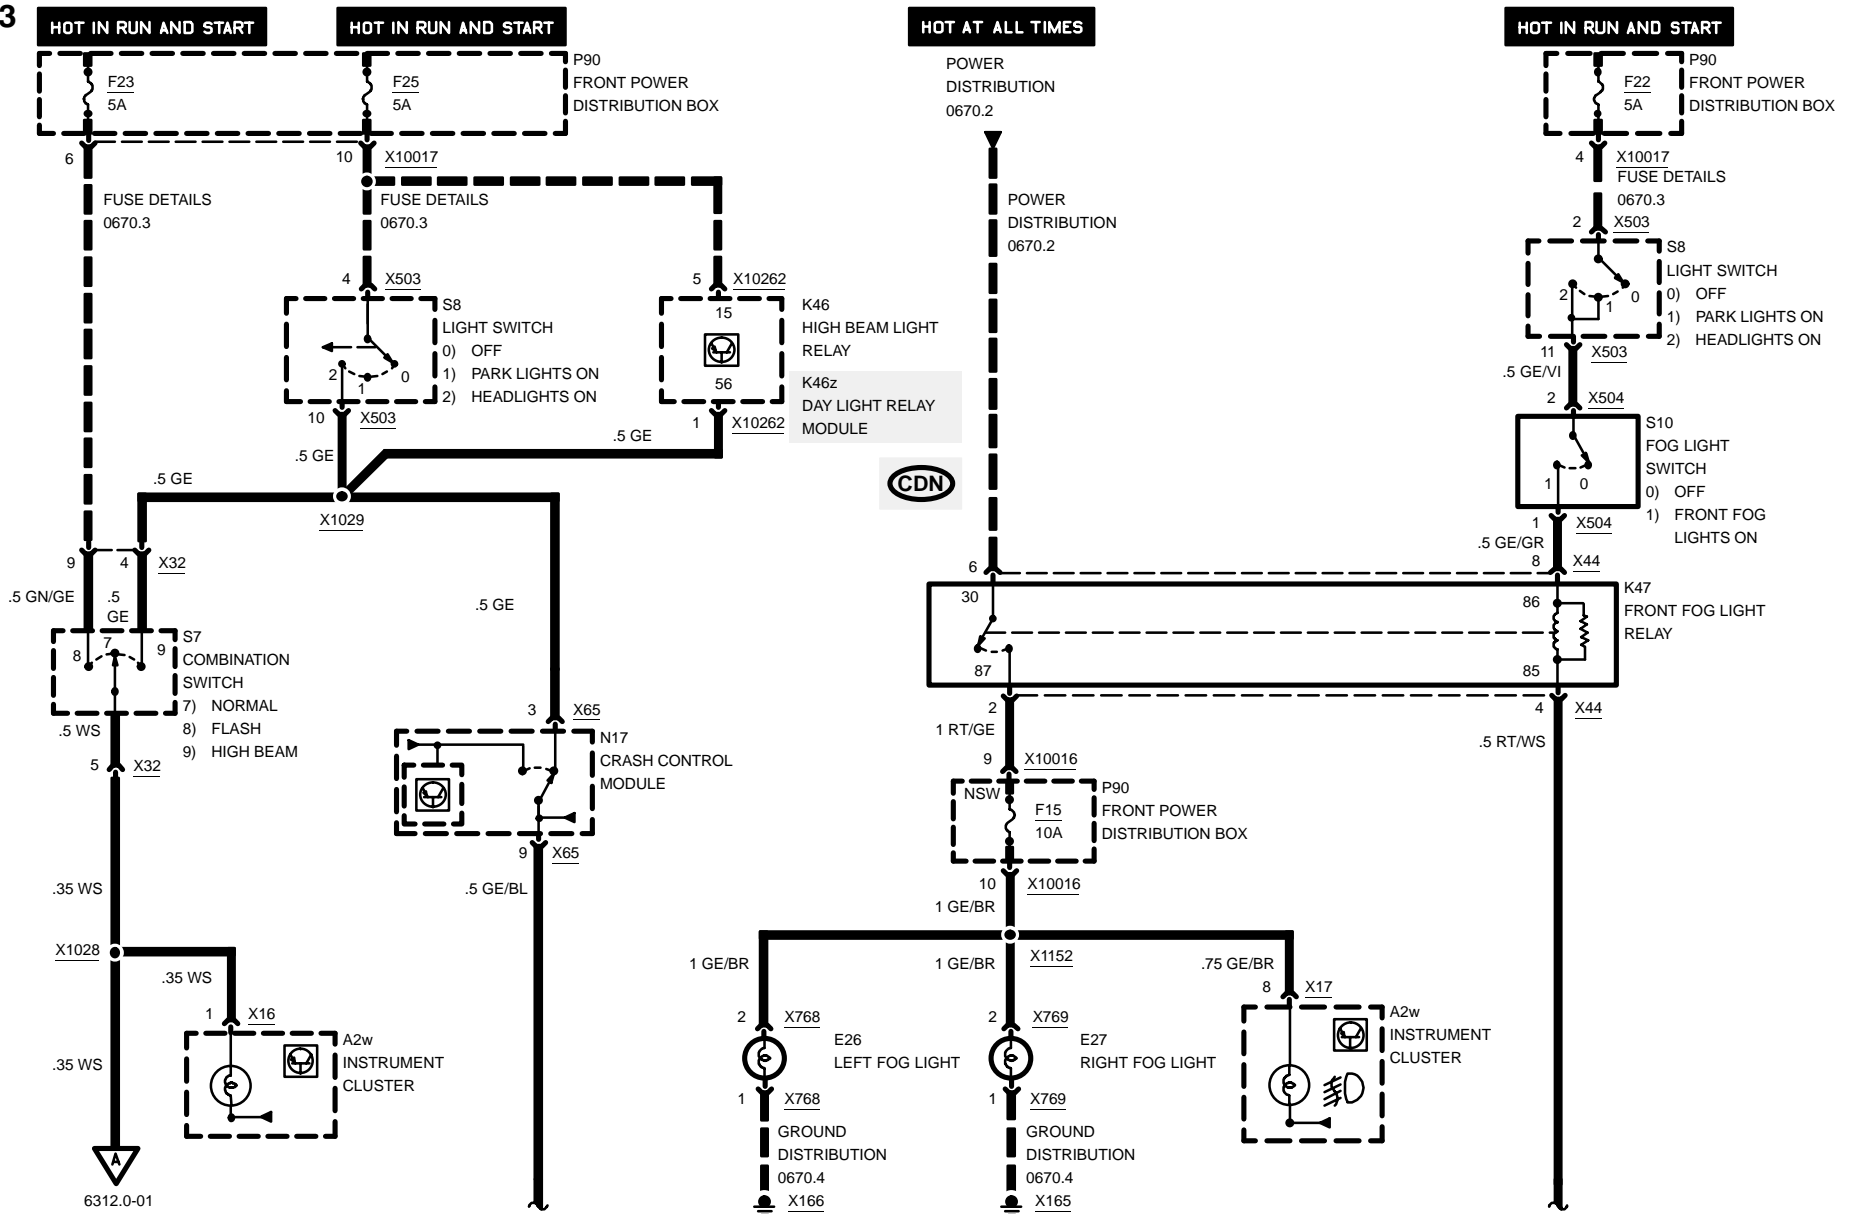 3
HOT IN RUN AND START
HOT IN RUN AND START
HOT AT ALL TIMES
HOT IN RUN AND START
F23
5A
F25
5A
P90
FRONT POWER
DISTRIBUTION BOX
POWER
DISTRIBUTION
0670.2
F22
5A
P90
FRONT POWER
DISTRIBUTION BOX
6
10
X10017
4
X10017
FUSE DETAILS
0670.3
FUSE DETAILS
0670.3
POWER
DISTRIBUTION
0670.2
FUSE DETAILS
0670.3
2
X503
4
X503
5
X10262
S8
LIGHT SWITCH
0) OFF
1) PARK LIGHTS ON
2) HEADLIGHTS ON
2
1
0
15
56
K46
HIGH BEAM LIGHT
RELAY
K46z
DAY LIGHT RELAY
MODULE
CDN
S8
LIGHT SWITCH
0) OFF
1) PARK LIGHTS ON
2) HEADLIGHTS ON
2
1
0
10
X503
1
X10262
.5 GE
.5 GE
11
X503
.5 GE/VI
2
X504
S10
FOG LIGHT
SWITCH
0) OFF
1) FRONT FOG
LIGHTS ON
1
0
.5 GE
X1029
1
X504
.5 GE/GR
9
4
X32
6
8
X44
.5 GN/GE
.5
GE
.5 GE
30
87
86
85
K47
FRONT FOG LIGHT
RELAY
8
7
9
S7
COMBINATION
SWITCH
7) NORMAL
8) FLASH
9) HIGH BEAM
.5 WS
5
X32
3
X65
N17
CRASH CONTROL
MODULE
2
1 RT/GE
4
X44
.5 RT/WS
9
X10016
NSW
F15
10A
P90
FRONT POWER
DISTRIBUTION BOX
9
X65
.5 GE/BL
10
X10016
1 GE/BR
.35 WS
X1028
.35 WS
1
X16
1 GE/BR
1 GE/BR
X1152
.75 GE/BR
8
X17
A2w
INSTRUMENT
CLUSTER
.35 WS
2
X768
E26
LEFT FOG LIGHT
2
X769
E27
RIGHT FOG LIGHT
A2w
INSTRUMENT
CLUSTER
1
X768
1
X769
GROUND
DISTRIBUTION
0670.4
X166
GROUND
DISTRIBUTION
0670.4
X165
A
6312.0-01